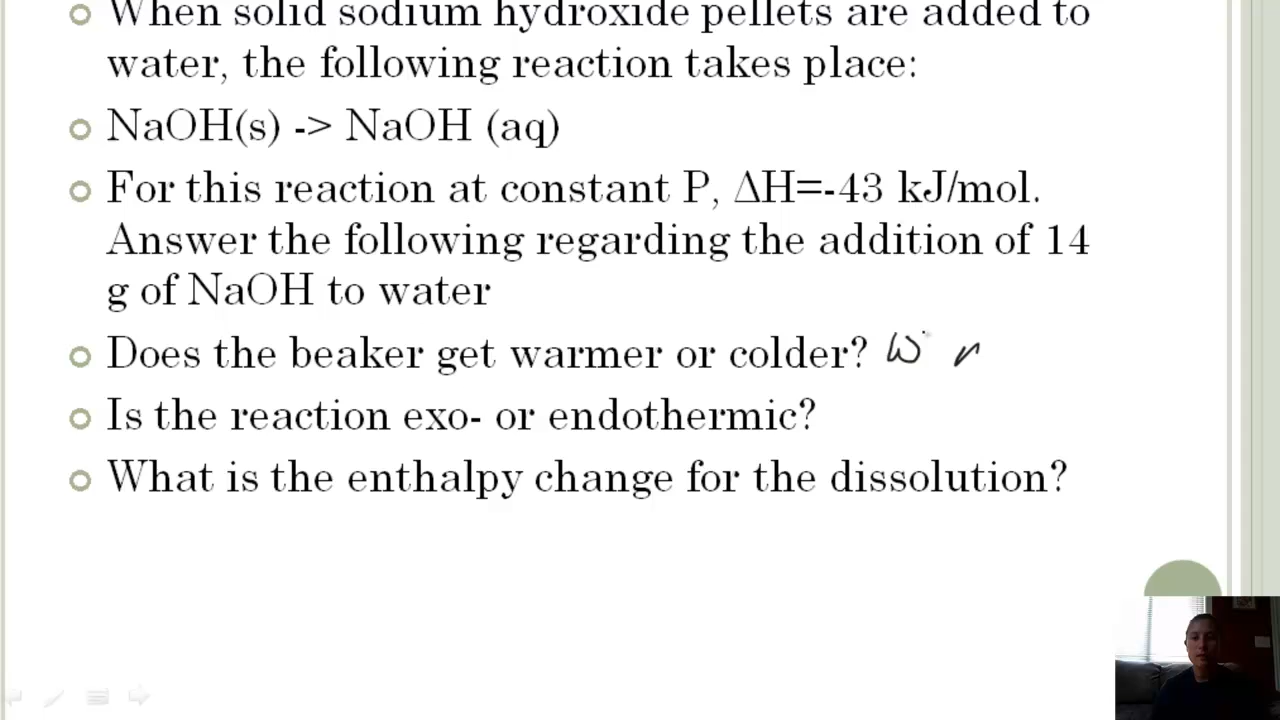 When solid sodium hydroxide pellets are added to
water, the following reaction takes place:
NaOH(s) -> NaOH (aq)
For this reaction at constant P, ΔH=-43 kJ/mol.
Answer the following regarding the addition of 14
g of NaOH to water
Does the beaker get warmer or colder?
Is the reaction exo- or endothermic?
What is the enthalpy change for the dissolution?